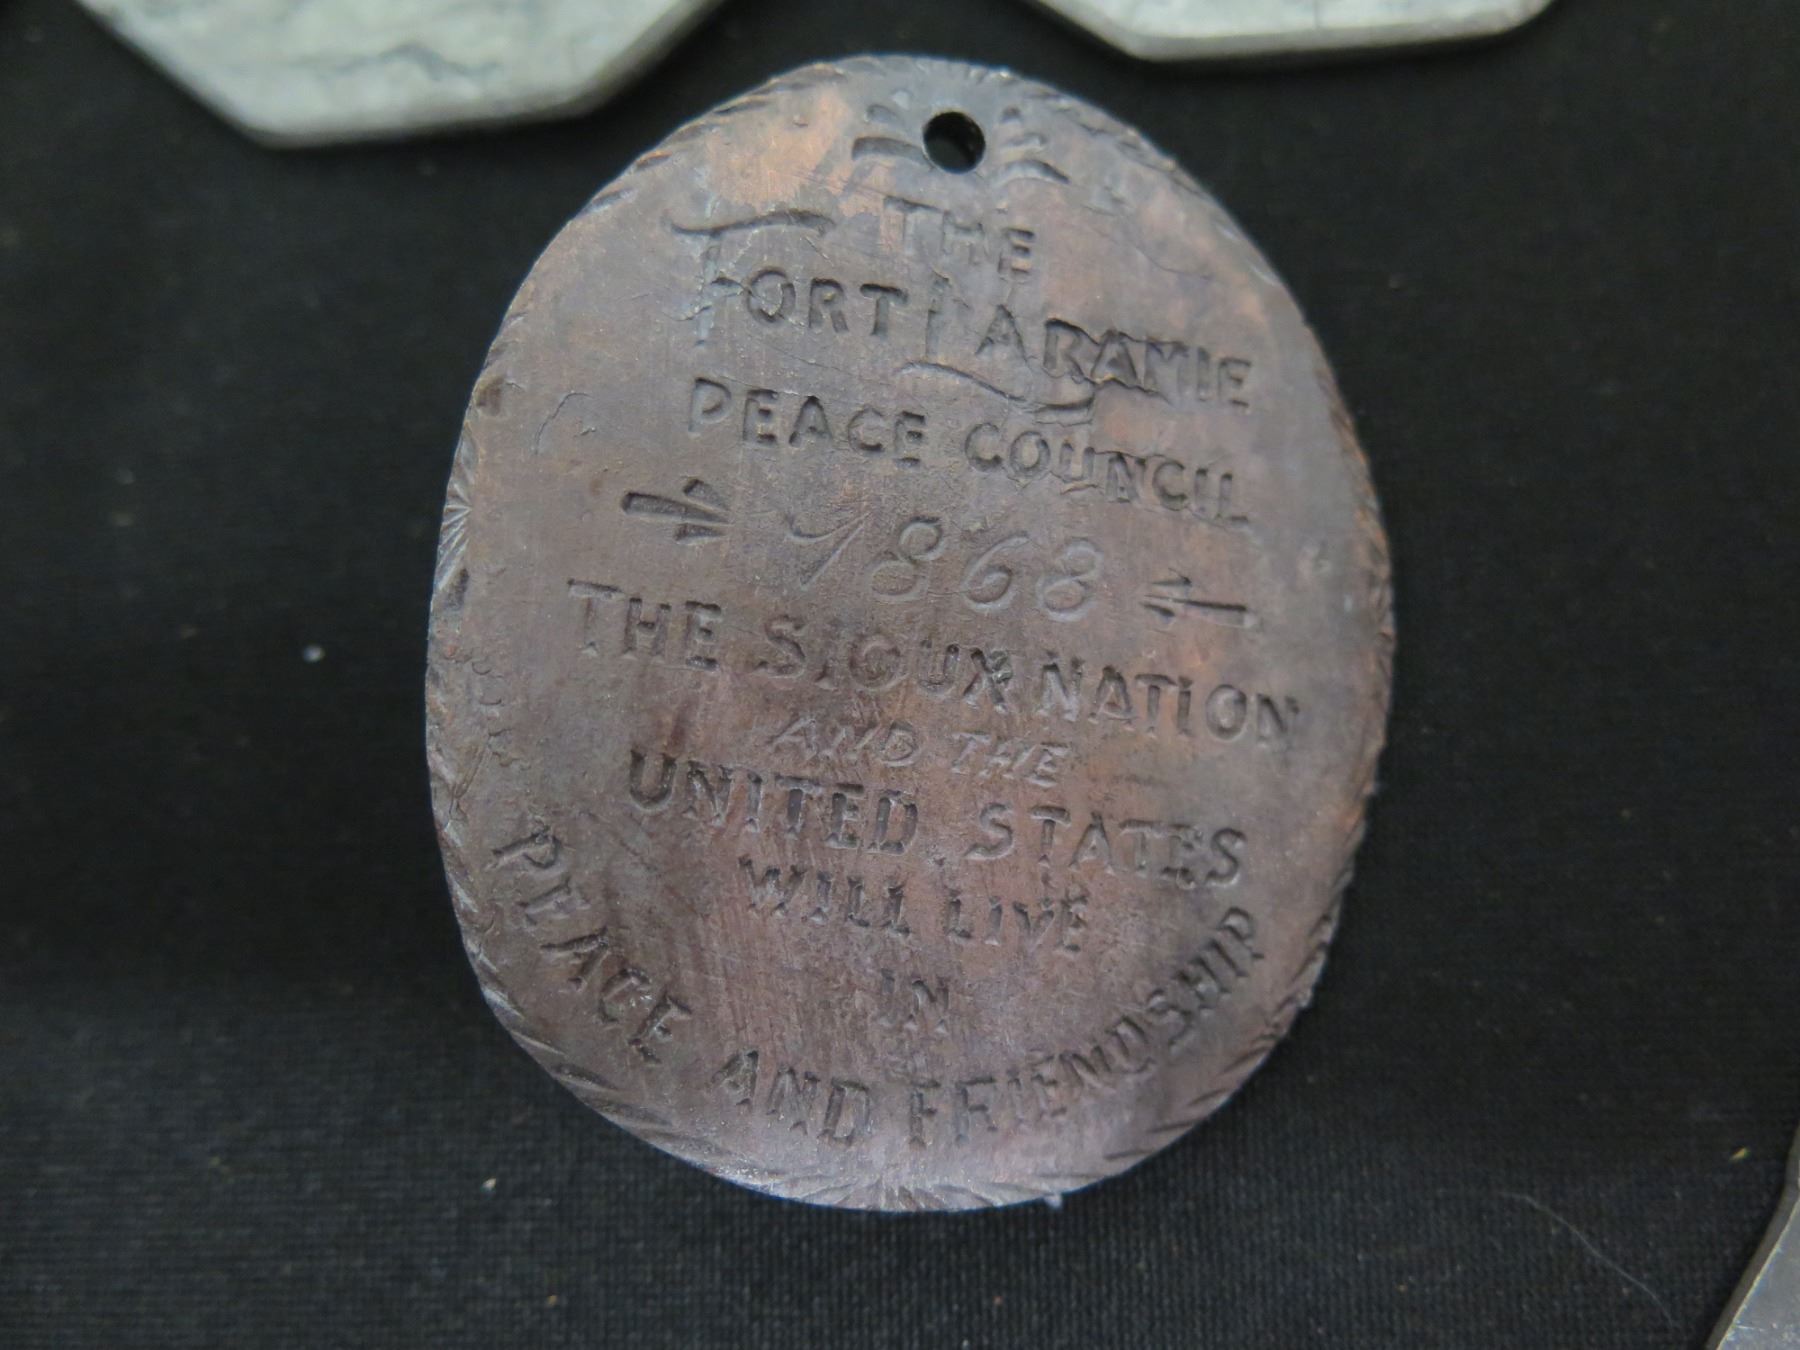 THE
FORT LARAMIE
PEACE COUNCIL
1868
THE SIOUX NATION
AND THE
UNITED STATES
WILL LIVE
IN
PEACE AND FRIENDSHIP